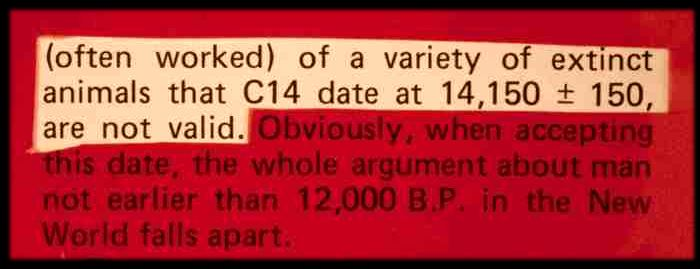 (often worked) of a variety of extinct
animals that C14 date at 14,150 ± 150,
are not valid. Obviously, when accepting
this date, the whole argument about man
not earlier than 12,000 B.P. in the New
World falls apart.